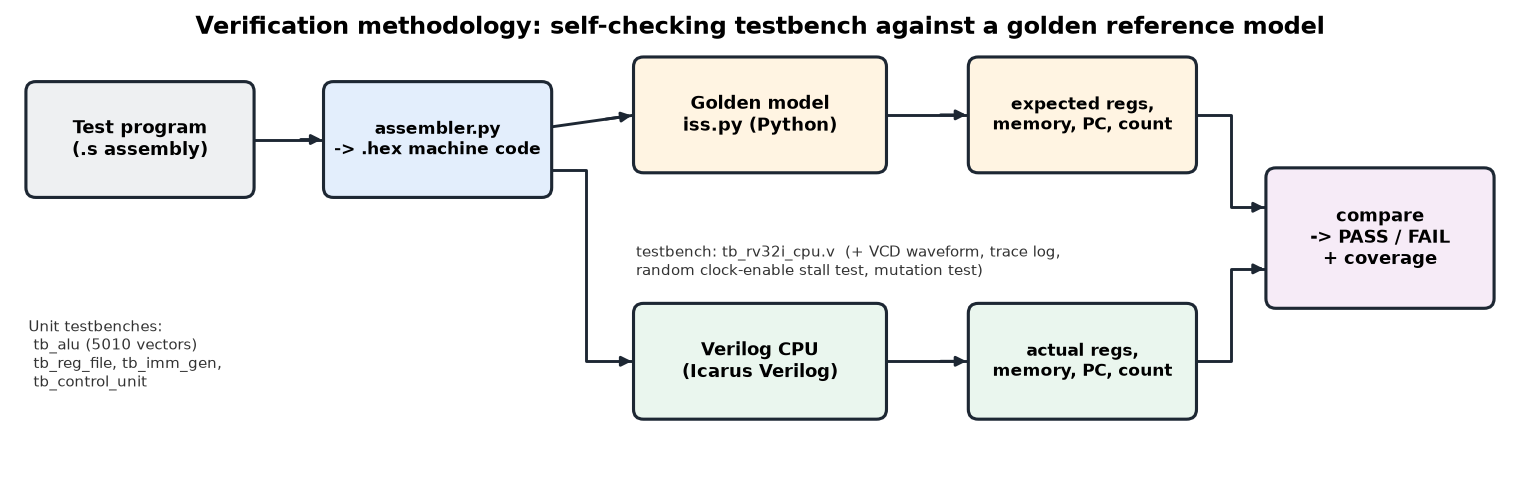 Verification methodology: self-checking testbench against a golden reference model
Test program
(.s assembly)
assembler.py
-> .hex machine code
Golden model
iss.py (Python)
expected regs,
memory, PC, count
compare
-> PASS / FAIL
+ coverage
testbench: tb_rv32i_cpu.v  (+ VCD waveform, trace log,
random clock-enable stall test, mutation test)
Unit testbenches:
tb_alu (5010 vectors)
tb_reg_file, tb_imm_gen,
tb_control_unit
Verilog CPU
(Icarus Verilog)
actual regs,
memory, PC, count